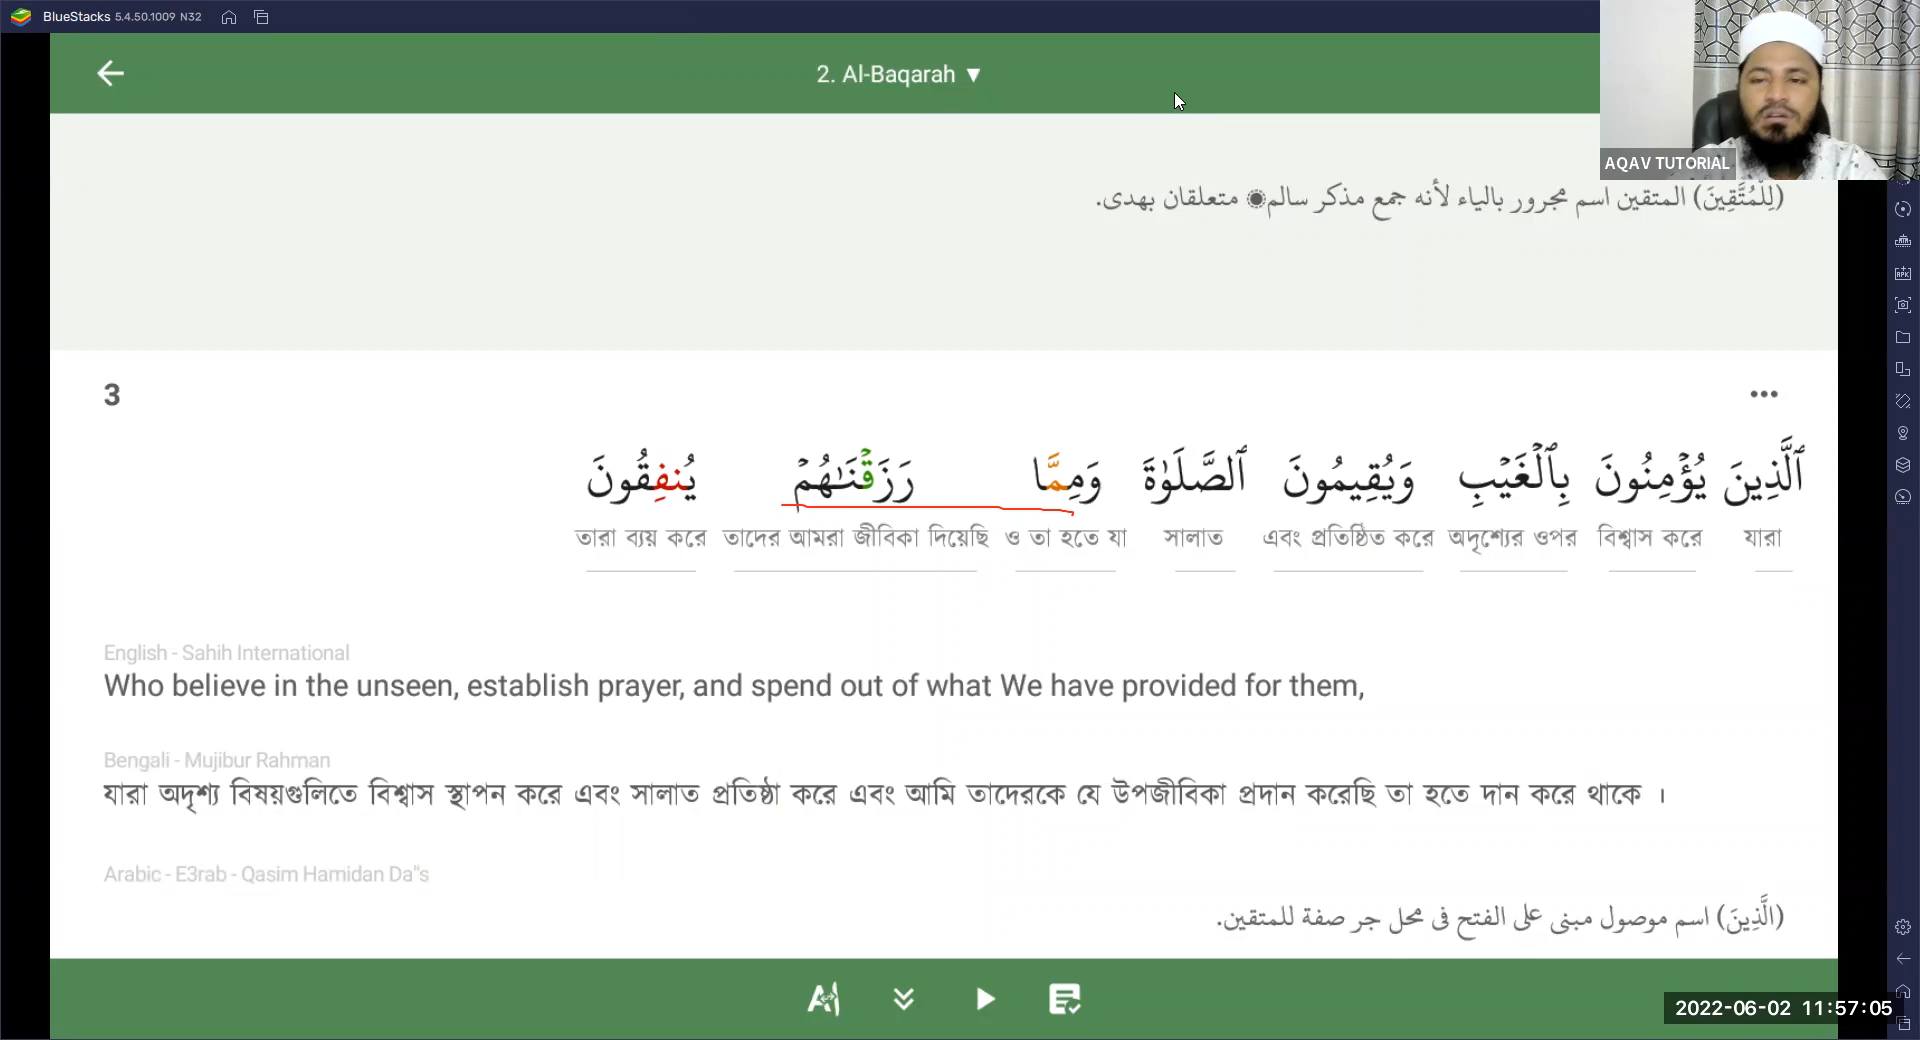 BlueStacks 5.4.50.1009 N32
2. Al-Baqarah ▼
AQAV TUTORIAL
(لِلْمُتَّقِينَ) المتقين اسم مجرور بالياء لأنه جمع مذكر سالم متعلقان بهدى.
3
ٱلَّذِينَ يُؤْمِنُونَ بِٱلْغَيْبِ وَيُقِيمُونَ ٱلصَّلَوٰةَ وَمِمَّا رَزَقْنَـٰهُمْ يُنفِقُونَ
যারা বিশ্বাস করে অদৃশ্যের ওপর এবং প্রতিষ্ঠিত করে সালাত ও তা হতে যা তাদের আমরা জীবিকা দিয়েছি তারা ব্যয় করে
English - Sahih International
Who believe in the unseen, establish prayer, and spend out of what We have provided for them,
Bengali - Mujibur Rahman
যারা অদৃশ্য বিষয়গুলিতে বিশ্বাস স্থাপন করে এবং সালাত প্রতিষ্ঠা করে এবং আমি তাদেরকে যে উপজীবিকা প্রদান করেছি তা হতে দান করে থাকে ।
Arabic - E3rab - Qasim Hamidan Da"s
(الَّذِينَ) اسم موصول مبني على الفتح في محل جر صفة للمتقين.
2022-06-02 11:57:05